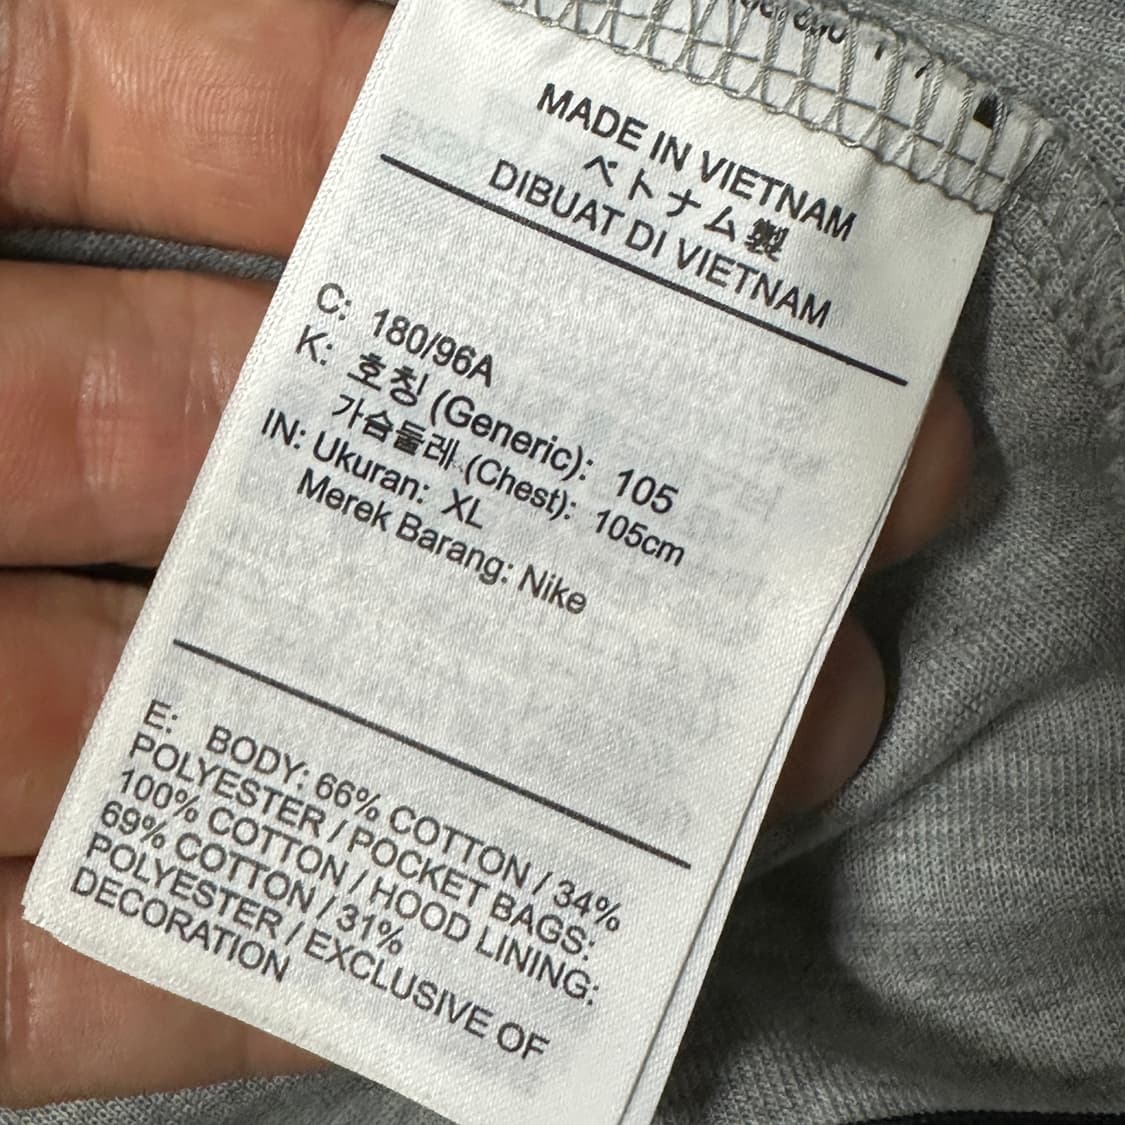 MADE IN VIETNAM
ベトナム製
DIBUAT DI VIETNAM
C: 180/96A
K: 호칭 (Generic): 105
가슴둘레 (Chest): 105cm
IN: Ukuran: XL
Merek Barang: Nike
E: BODY: 66% COTTON / 34%
POLYESTER / POCKET BAGS:
100% COTTON / HOOD LINING:
69% COTTON / 31%
POLYESTER / EXCLUSIVE OF
DECORATION